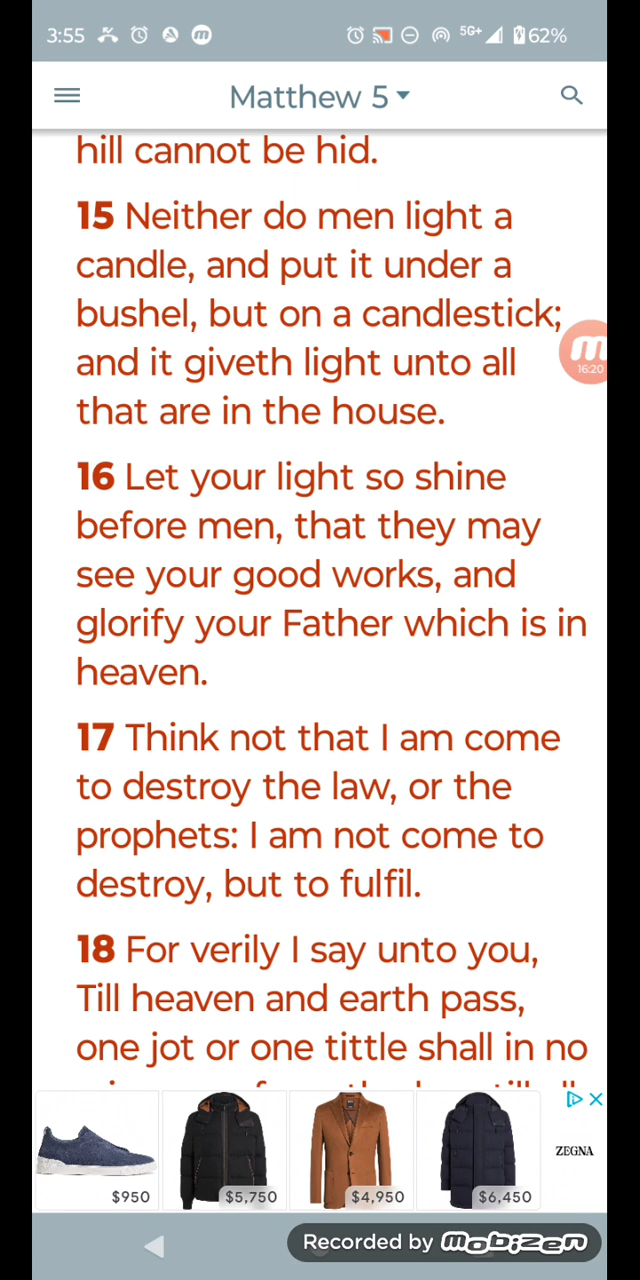 3:55 5G+ 62%
Matthew 5
hill cannot be hid.
15 Neither do men light a
candle, and put it under a
bushel, but on a candlestick;
and it giveth light unto all
that are in the house.
16:20
16 Let your light so shine
before men, that they may
see your good works, and
glorify your Father which is in
heaven.
17 Think not that I am come
to destroy the law, or the
prophets: I am not come to
destroy, but to fulfil.
18 For verily I say unto you,
Till heaven and earth pass,
one jot or one tittle shall in no
$950 $5,750 $4,950 $6,450 ZEGNA
Recorded by mobizen